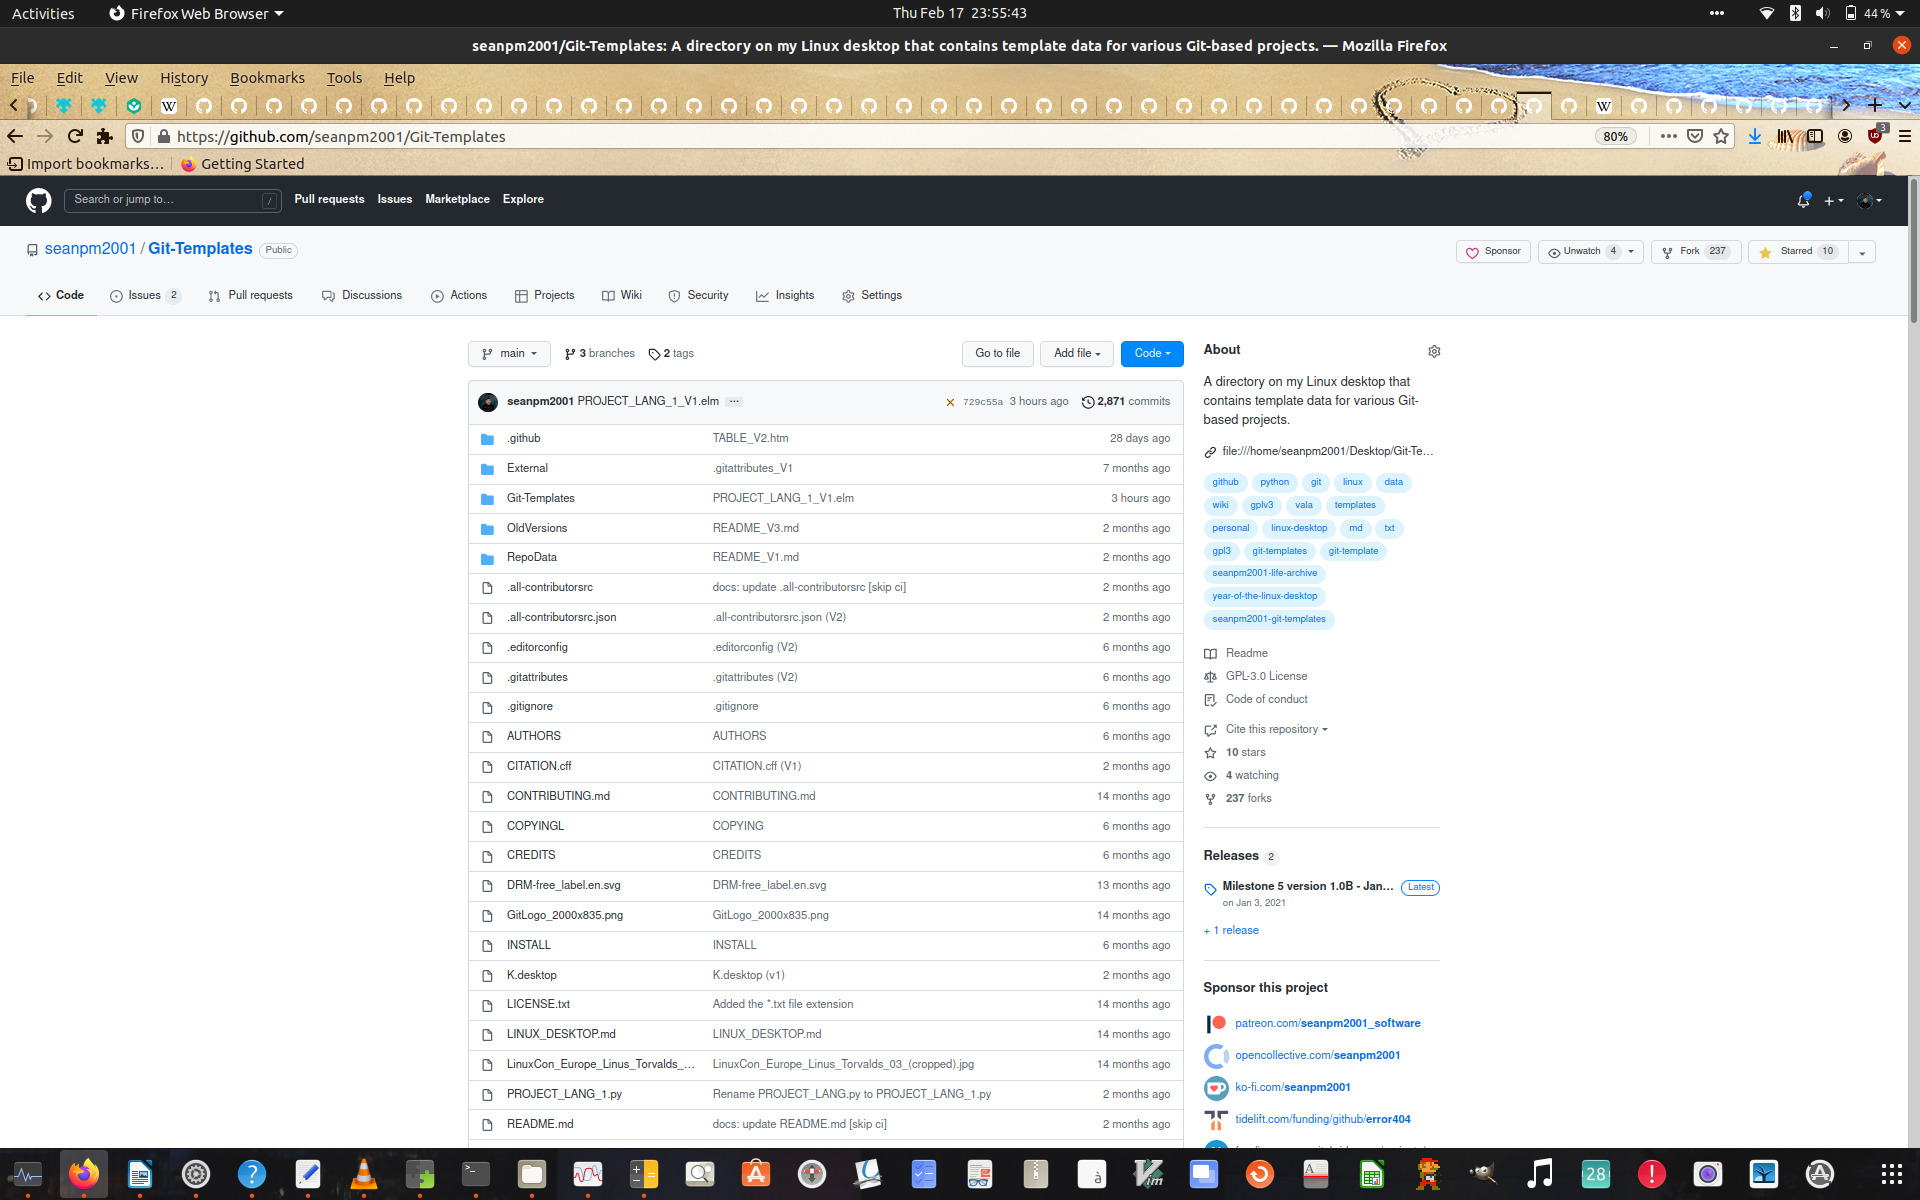 Activities
Firefox Web Browser
Thu Feb 17 23:55:43
44 %
seanpm2001/Git-Templates: A directory on my Linux desktop that contains template data for various Git-based projects. — Mozilla Firefox
File Edit View History Bookmarks Tools Help
https://github.com/seanpm2001/Git-Templates
80%
3
Import bookmarks…
Getting Started
Search or jump to…
/
Pull requests
Issues
Marketplace
Explore
seanpm2001 / Git-Templates
Public
Sponsor
Unwatch 4
Fork 237
Starred 10
Code
Issues 2
Pull requests
Discussions
Actions
Projects
Wiki
Security
Insights
Settings
main
3 branches
2 tags
Go to file
Add file
Code
seanpm2001 PROJECT_LANG_1_V1.elm ...
729c55a 3 hours ago
2,871 commits
.github TABLE_V2.htm 28 days ago
External .gitattributes_V1 7 months ago
Git-Templates PROJECT_LANG_1_V1.elm 3 hours ago
OldVersions README_V3.md 2 months ago
RepoData README_V1.md 2 months ago
.all-contributorsrc docs: update .all-contributorsrc [skip ci] 2 months ago
.all-contributorsrc.json .all-contributorsrc.json (V2) 2 months ago
.editorconfig .editorconfig (V2) 6 months ago
.gitattributes .gitattributes (V2) 6 months ago
.gitignore .gitignore 6 months ago
AUTHORS AUTHORS 6 months ago
CITATION.cff CITATION.cff (V1) 2 months ago
CONTRIBUTING.md CONTRIBUTING.md 14 months ago
COPYINGL COPYING 6 months ago
CREDITS CREDITS 6 months ago
DRM-free_label.en.svg DRM-free_label.en.svg 13 months ago
GitLogo_2000x835.png GitLogo_2000x835.png 14 months ago
INSTALL INSTALL 6 months ago
K.desktop K.desktop (v1) 2 months ago
LICENSE.txt Added the *.txt file extension 14 months ago
LINUX_DESKTOP.md LINUX_DESKTOP.md 14 months ago
LinuxCon_Europe_Linus_Torvalds_... LinuxCon_Europe_Linus_Torvalds_03_(cropped).jpg 14 months ago
PROJECT_LANG_1.py Rename PROJECT_LANG.py to PROJECT_LANG_1.py 2 months ago
README.md docs: update README.md [skip ci] 2 months ago
About
A directory on my Linux desktop that
contains template data for various Git-
based projects.
file:///home/seanpm2001/Desktop/Git-Te...
github python git linux data
wiki gplv3 vala templates
personal linux-desktop md txt
gpl3 git-templates git-template
seanpm2001-life-archive
year-of-the-linux-desktop
seanpm2001-git-templates
Readme
GPL-3.0 License
Code of conduct
Cite this repository
10 stars
4 watching
237 forks
Releases 2
Milestone 5 version 1.0B - Jan... Latest
on Jan 3, 2021
+ 1 release
Sponsor this project
patreon.com/seanpm2001_software
opencollective.com/seanpm2001
ko-fi.com/seanpm2001
tidelift.com/funding/github/error404
28